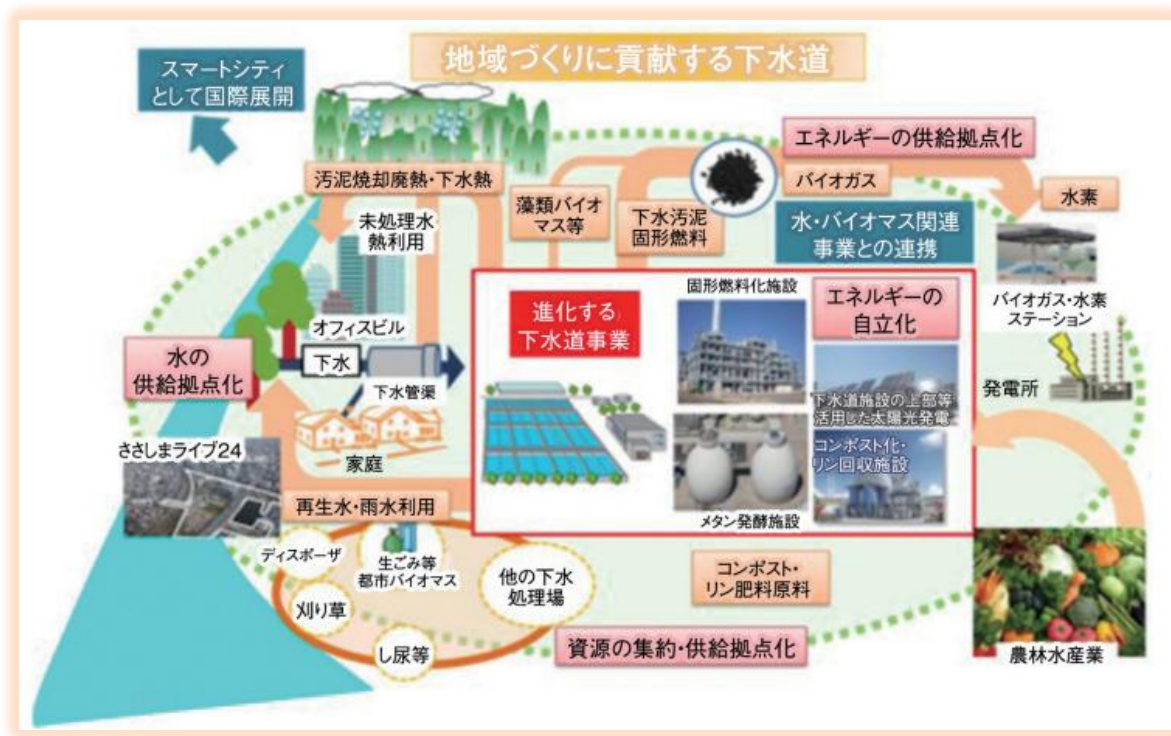 地域づくりに貢献する下水道
スマートシティ
として国際展開
エネルギーの供給拠点化
汚泥焼却廃熱・下水熱
藻類バイオ
マス等
下水汚泥
固形燃料
バイオガス
水素
未処理水
熱利用
水・バイオマス関連
事業との連携
バイオガス・水素
ステーション
オフィスビル
進化する
下水道事業
固形燃料化施設
エネルギーの
自立化
水の
供給拠点化
下水
下水管渠
発電所
下水道施設の上部等
活用した太陽光発電
ささしまライブ24
家庭
コンポスト化・
リン回収施設
再生水・雨水利用
メタン発酵施設
ディスポーザ
生ごみ等
都市バイオマス
他の下水
処理場
コンポスト・
リン肥料原料
刈り草
し尿等
資源の集約・供給拠点化
農林水産業